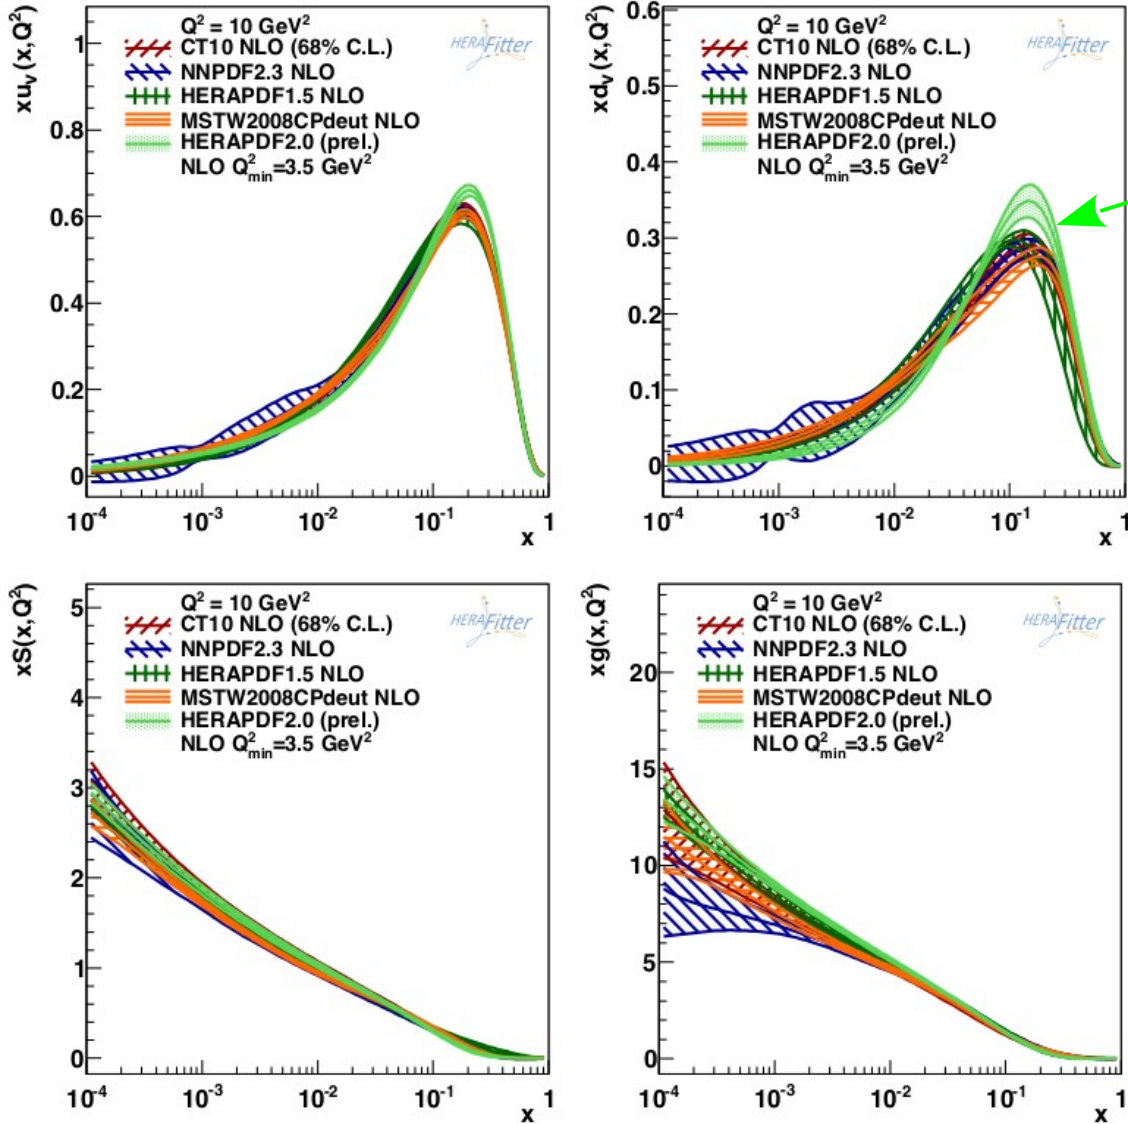 xu_v(x,Q²)
Q² = 10 GeV²
CT10 NLO (68% C.L.)
NNPDF2.3 NLO
HERAPDF1.5 NLO
MSTW2008CPdeut NLO
HERAPDF2.0 (prel.)
NLO Q²_min=3.5 GeV²
HERAFitter
1
0.8
0.6
0.4
0.2
0
10⁻⁴ 10⁻³ 10⁻² 10⁻¹ 1
x
xd_v(x,Q²)
Q² = 10 GeV²
CT10 NLO (68% C.L.)
NNPDF2.3 NLO
HERAPDF1.5 NLO
MSTW2008CPdeut NLO
HERAPDF2.0 (prel.)
NLO Q²_min=3.5 GeV²
HERAFitter
0.6
0.5
0.4
0.3
0.2
0.1
0
10⁻⁴ 10⁻³ 10⁻² 10⁻¹ 1
x
xS(x,Q²)
Q² = 10 GeV²
CT10 NLO (68% C.L.)
NNPDF2.3 NLO
HERAPDF1.5 NLO
MSTW2008CPdeut NLO
HERAPDF2.0 (prel.)
NLO Q²_min=3.5 GeV²
HERAFitter
5
4
3
2
1
0
10⁻⁴ 10⁻³ 10⁻² 10⁻¹ 1
x
xg(x,Q²)
Q² = 10 GeV²
CT10 NLO (68% C.L.)
NNPDF2.3 NLO
HERAPDF1.5 NLO
MSTW2008CPdeut NLO
HERAPDF2.0 (prel.)
NLO Q²_min=3.5 GeV²
HERAFitter
20
15
10
5
0
10⁻⁴ 10⁻³ 10⁻² 10⁻¹ 1
x